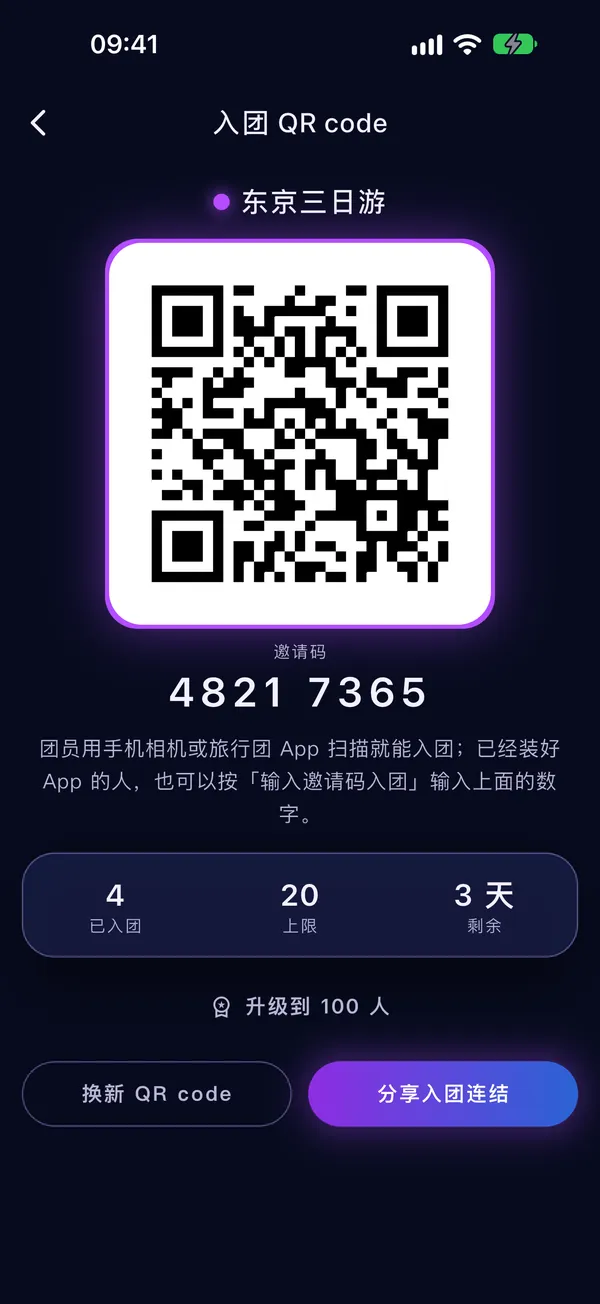 09:41
入团 QR code
东京三日游
邀请码
4821 7365
团员用手机相机或旅行团 App 扫描就能入团；已经装好
App 的人，也可以按「输入邀请码入团」输入上面的数
字。
4
20
3 天
已入团
上限
剩余
升级到 100 人
换新 QR code
分享入团连结